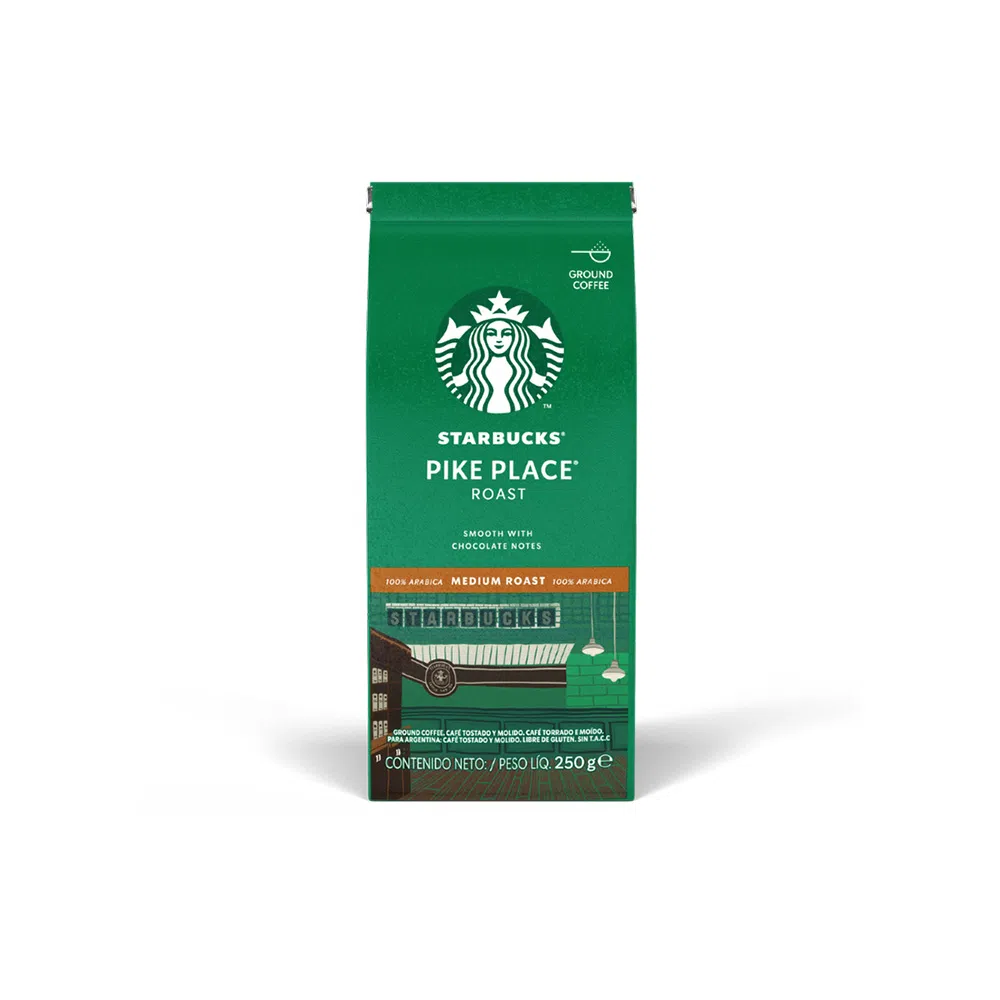 GROUND
COFFEE
TM
STARBUCKS®
PIKE PLACE®
ROAST
SMOOTH WITH
CHOCOLATE NOTES
100% ARABICA MEDIUM ROAST 100% ARABICA
STARBUCKS
GROUND COFFEE. CAFÉ TOSTADO Y MOLIDO. CAFÉ TORRADO E MOÍDO.
PARA ARGENTINA: CAFÉ TOSTADO Y MOLIDO. LIBRE DE GLUTEN. SIN T.A.C.C
CONTENIDO NETO: / PESO LÍQ. 250 g℮